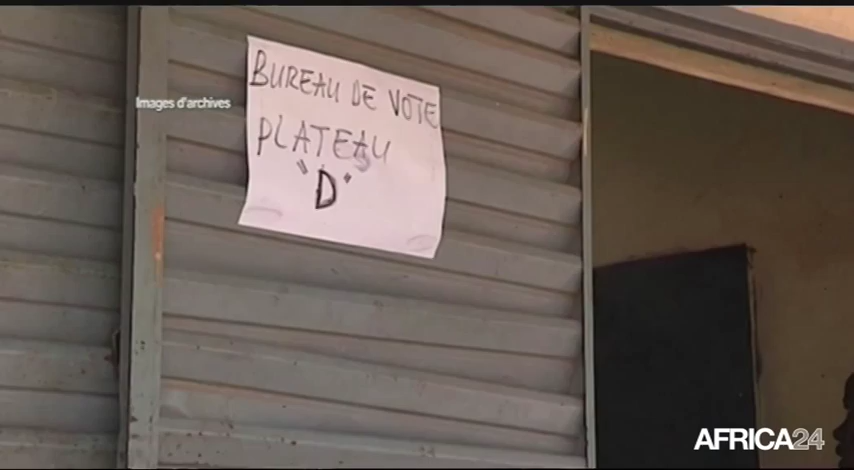 Images d'archives
BUREAU DE VOTE
PLATEAU
"D"
AFRICA24